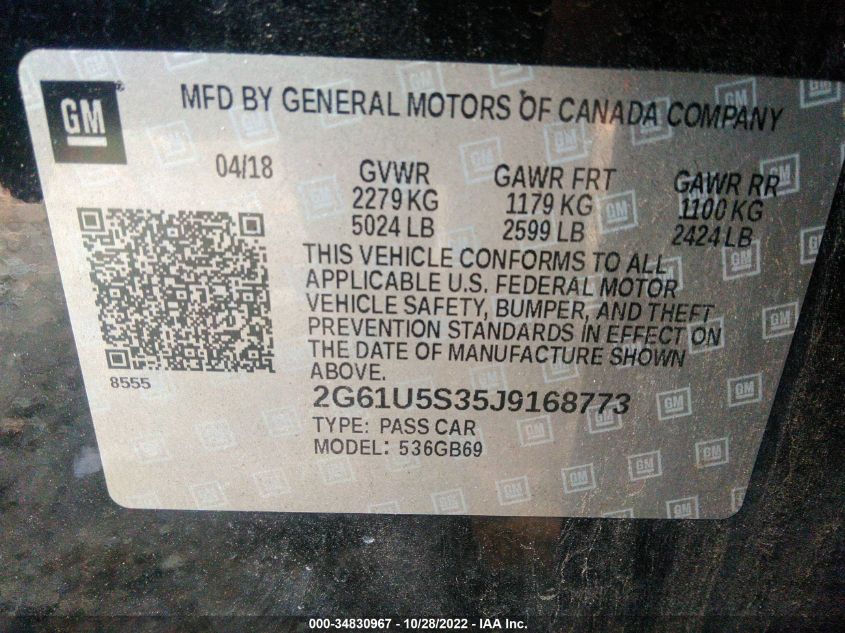 GM
MFD BY GENERAL MOTORS OF CANADA COMPANY
04/18
GVWR
2279 KG
5024 LB
GAWR FRT
1179 KG
2599 LB
GAWR RR
1100 KG
2424 LB
THIS VEHICLE CONFORMS TO ALL
APPLICABLE U.S. FEDERAL MOTOR
VEHICLE SAFETY, BUMPER, AND THEFT
PREVENTION STANDARDS IN EFFECT ON
THE DATE OF MANUFACTURE SHOWN
ABOVE.
8555
2G61U5S35J9168773
TYPE: PASS CAR
MODEL: 536GB69
000-34830967 - 10/28/2022 - IAA Inc.